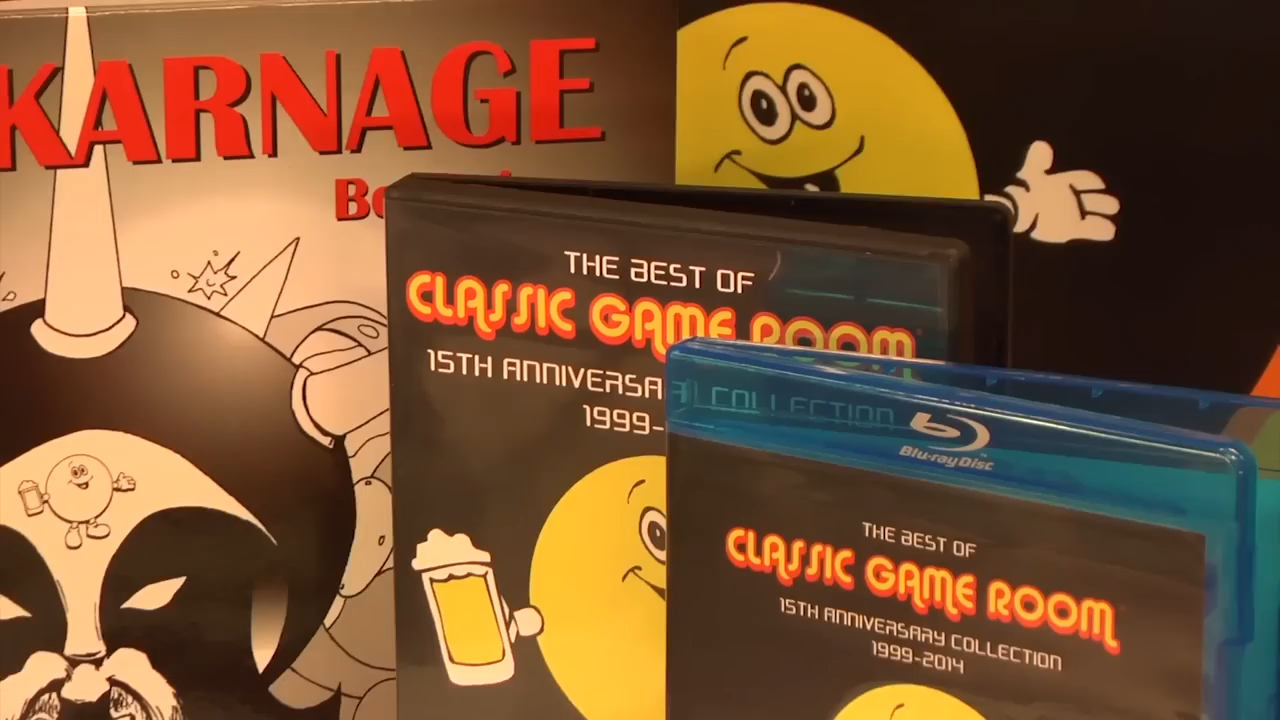 KARNAGE
THE BEST OF
CLASSIC GAME ROOM
15TH ANNIVERSA
1999-
COLLECTION
Blu-ray Disc
THE BEST OF
CLASSIC GAME ROOM
15TH ANNIVERSARY COLLECTION
1999-2014